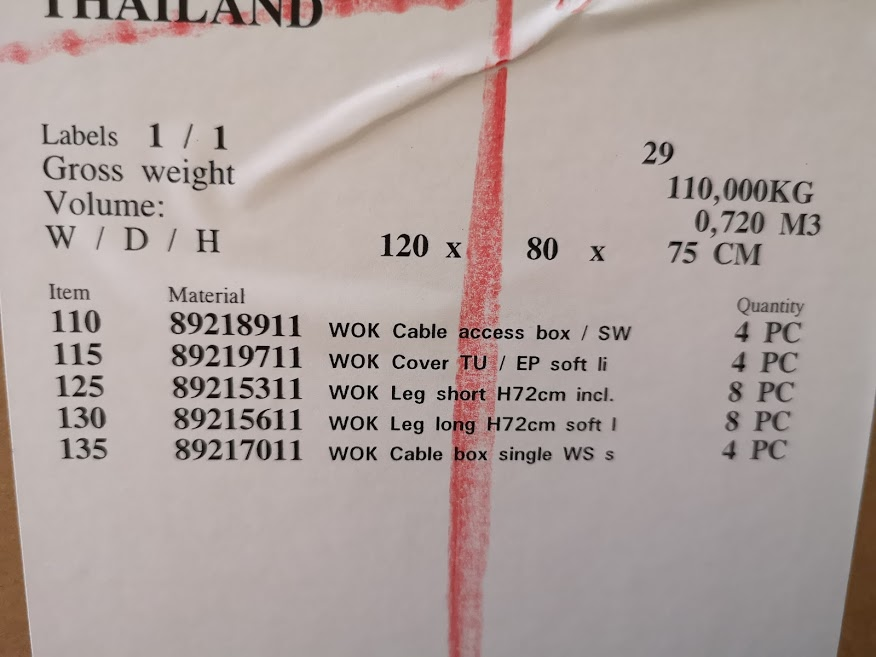 THAILAND
Labels 1 / 1 29
Gross weight 110,000KG
Volume: 0,720 M3
W / D / H 120 x 80 x 75 CM
Item Material Quantity
110 89218911 WOK Cable access box / SW 4 PC
115 89219711 WOK Cover TU / EP soft li 4 PC
125 89215311 WOK Leg short H72cm incl. 8 PC
130 89215611 WOK Leg long H72cm soft l 8 PC
135 89217011 WOK Cable box single WS s 4 PC